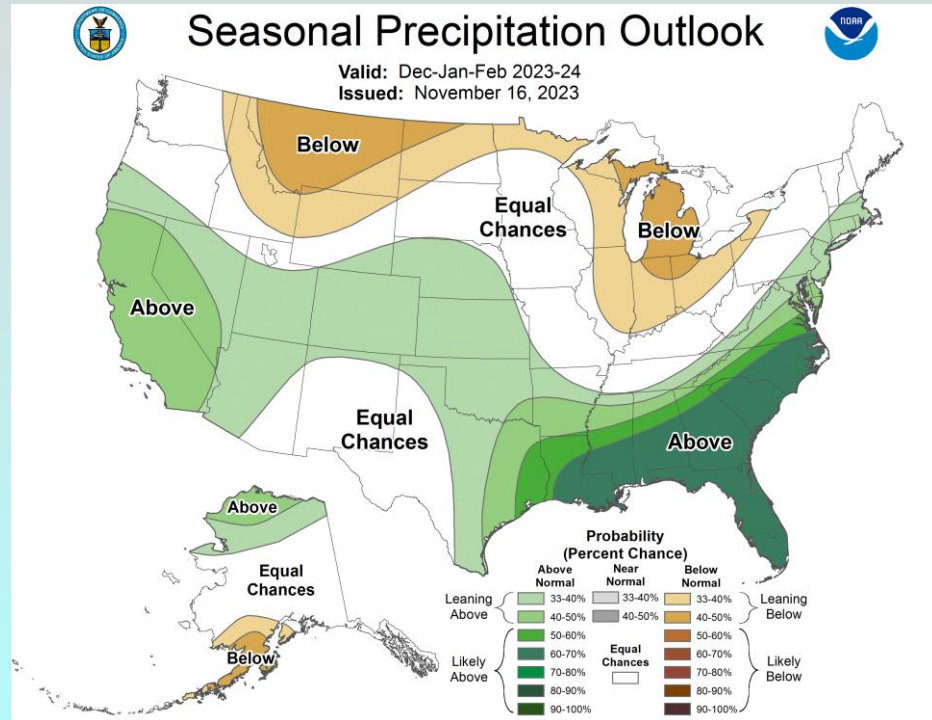 Seasonal Precipitation Outlook
NOAA
Valid: Dec-Jan-Feb 2023-24
Issued: November 16, 2023
Below
Equal
Chances
Below
Above
Equal
Chances
Above
Above
Equal
Chances
Below
Probability
(Percent Chance)
Above
Normal
Near
Normal
Below
Normal
Leaning
Above
33-40%
33-40%
33-40%
Leaning
Below
40-50%
40-50%
40-50%
Likely
Above
50-60%
50-60%
Likely
Below
60-70%
Equal
Chances
60-70%
70-80%
70-80%
80-90%
80-90%
90-100%
90-100%